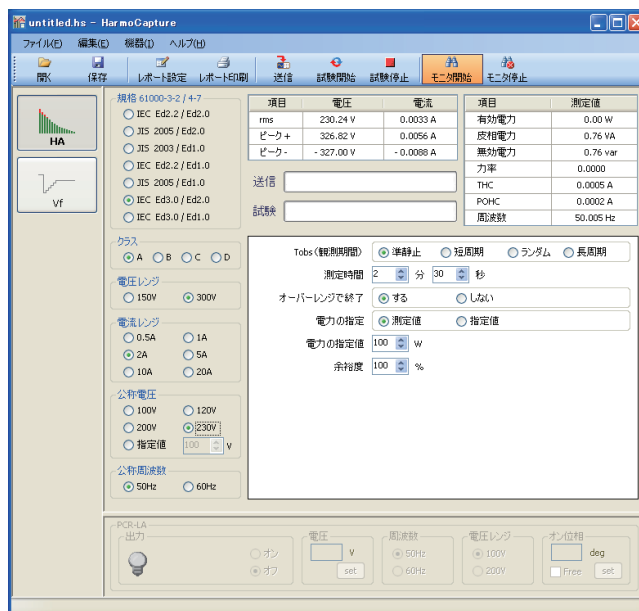 untitled.hs - HarmoCapture
ファイル(F) 編集(E) 機器(I) ヘルプ(H)
開く 保存 レポート設定 レポート印刷 送信 試験開始 試験停止 モニタ開始 モニタ停止
HA
Vf
規格 61000-3-2 / 4-7
IEC Ed2.2 / Ed2.0
JIS 2005 / Ed2.0
JIS 2003 / Ed1.0
IEC Ed2.2 / Ed1.0
JIS 2005 / Ed1.0
IEC Ed3.0 / Ed2.0
IEC Ed3.0 / Ed1.0
クラス
A B C D
電圧レンジ
150V 300V
電流レンジ
0.5A 1A
2A 5A
10A 20A
公称電圧
100V 120V
200V 230V
指定値 100 V
公称周波数
50Hz 60Hz
項目 電圧 電流
rms 230.24 V 0.0033 A
ピーク + 326.82 V 0.0056 A
ピーク - - 327.00 V - 0.0088 A
送信
試験
項目 測定値
有効電力 0.00 W
皮相電力 0.76 VA
無効電力 0.76 var
力率 0.0000
THC 0.0005 A
POHC 0.0002 A
周波数 50.005 Hz
Tobs(観測期間) 準静止 短周期 ランダム 長周期
測定時間 2 分 30 秒
オーバーレンジで終了 する しない
電力の指定 測定値 指定値
電力の指定値 100 W
余裕度 100 %
PCR-LA
出力
オン
オフ
電圧
V
set
周波数
50Hz
60Hz
電圧レンジ
100V
200V
オン位相
deg
Free set